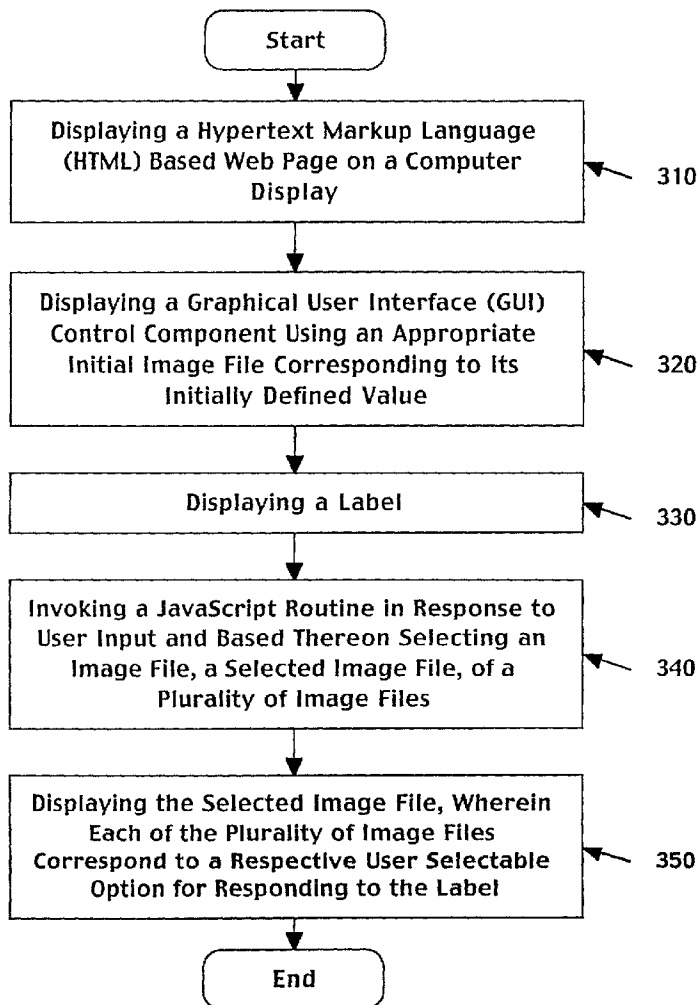 Start
Displaying a Hypertext Markup Language
(HTML) Based Web Page on a Computer
Display
310
Displaying a Graphical User Interface (GUI)
Control Component Using an Appropriate
Initial Image File Corresponding to Its
Initially Defined Value
320
Displaying a Label
330
Invoking a JavaScript Routine in Response to
User Input and Based Thereon Selecting an
Image File, a Selected Image File, of a
Plurality of Image Files
340
Displaying the Selected Image File, Wherein
Each of the Plurality of Image Files
Correspond to a Respective User Selectable
Option for Responding to the Label
350
End